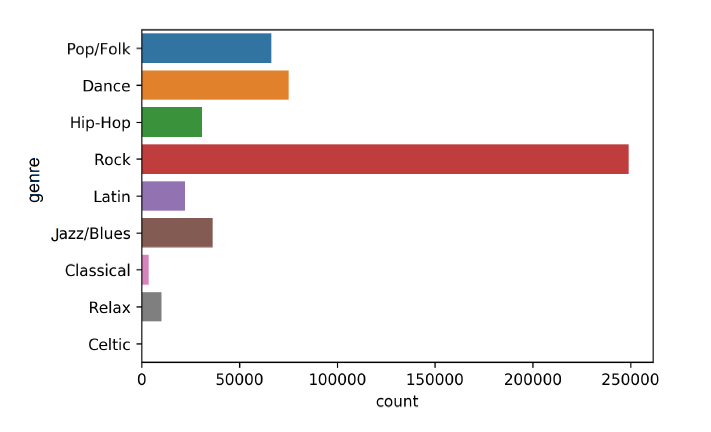 Pop/Folk
Dance
Hip-Hop
Rock
Latin
Jazz/Blues
Classical
Relax
Celtic
genre
0 50000 100000 150000 200000 250000
count